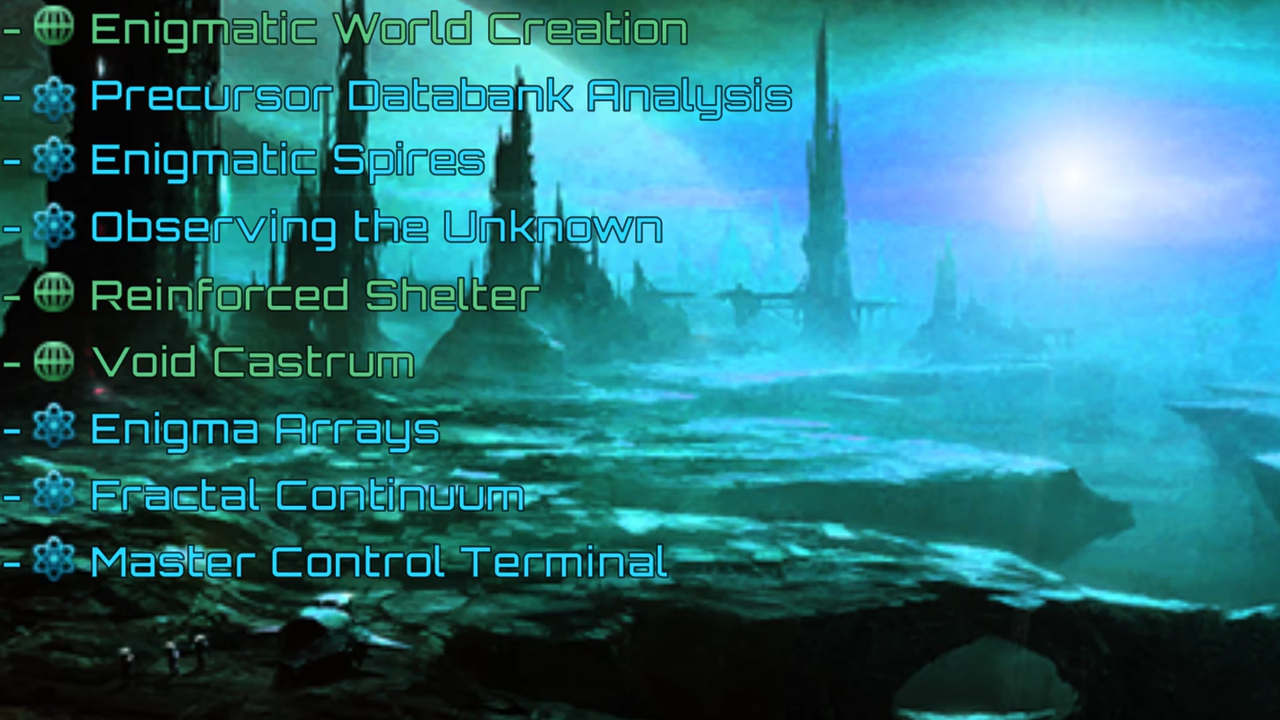 - Enigmatic World Creation
- Precursor Databank Analysis
- Enigmatic Spires
- Observing the Unknown
- Reinforced Shelter
- Void Castrum
- Enigma Arrays
- Fractal Continuum
- Master Control Terminal